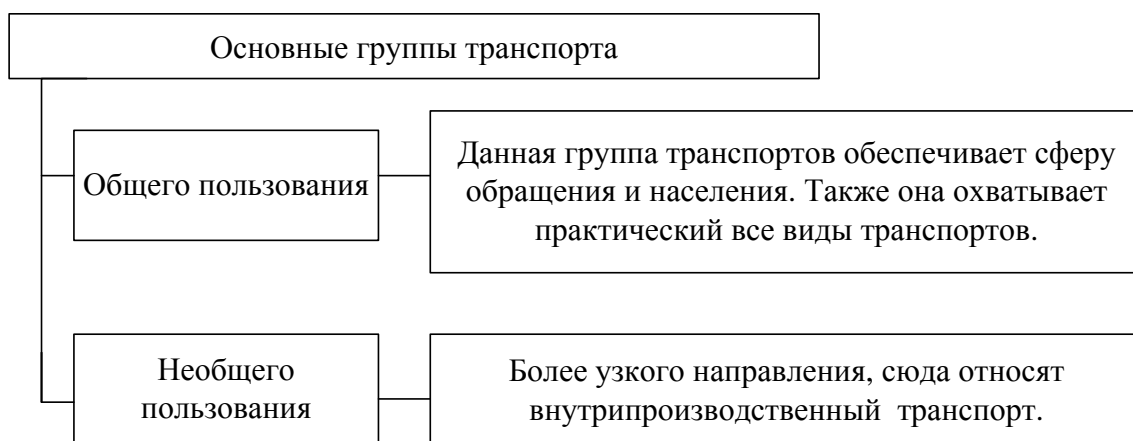 Основные группы транспорта
Общего пользования
Данная группа транспортов обеспечивает сферу
обращения и населения. Также она охватывает
практический все виды транспортов.
Необщего
пользования
Более узкого направления, сюда относят
внутрипроизводственный транспорт.